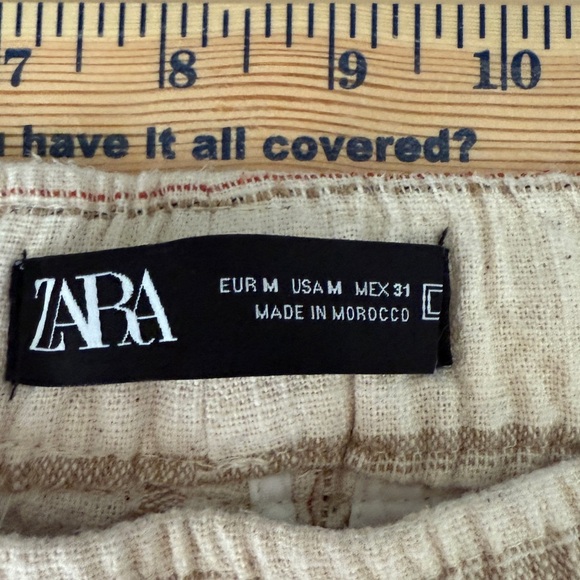 7 8 9 10
have It all covered?
ZARA
EUR M USA M MEX 31
MADE IN MOROCCO